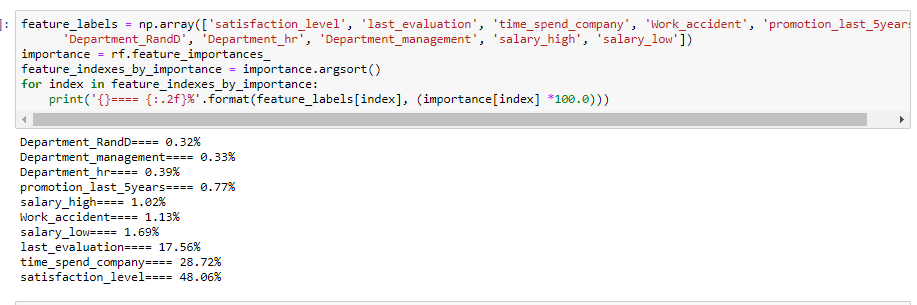 ]: feature_labels = np.array(['satisfaction_level', 'last_evaluation', 'time_spend_company', 'Work_accident', 'promotion_last_5years
'Department_RandD', 'Department_hr', 'Department_management', 'salary_high', 'salary_low'])
importance = rf.feature_importances_
feature_indexes_by_importance = importance.argsort()
for index in feature_indexes_by_importance:
print('{}==== {:.2f}%'.format(feature_labels[index], (importance[index] *100.0)))
Department_RandD==== 0.32%
Department_management==== 0.33%
Department_hr==== 0.39%
promotion_last_5years==== 0.77%
salary_high==== 1.02%
Work_accident==== 1.13%
salary_low==== 1.69%
last_evaluation==== 17.56%
time_spend_company==== 28.72%
satisfaction_level==== 48.06%